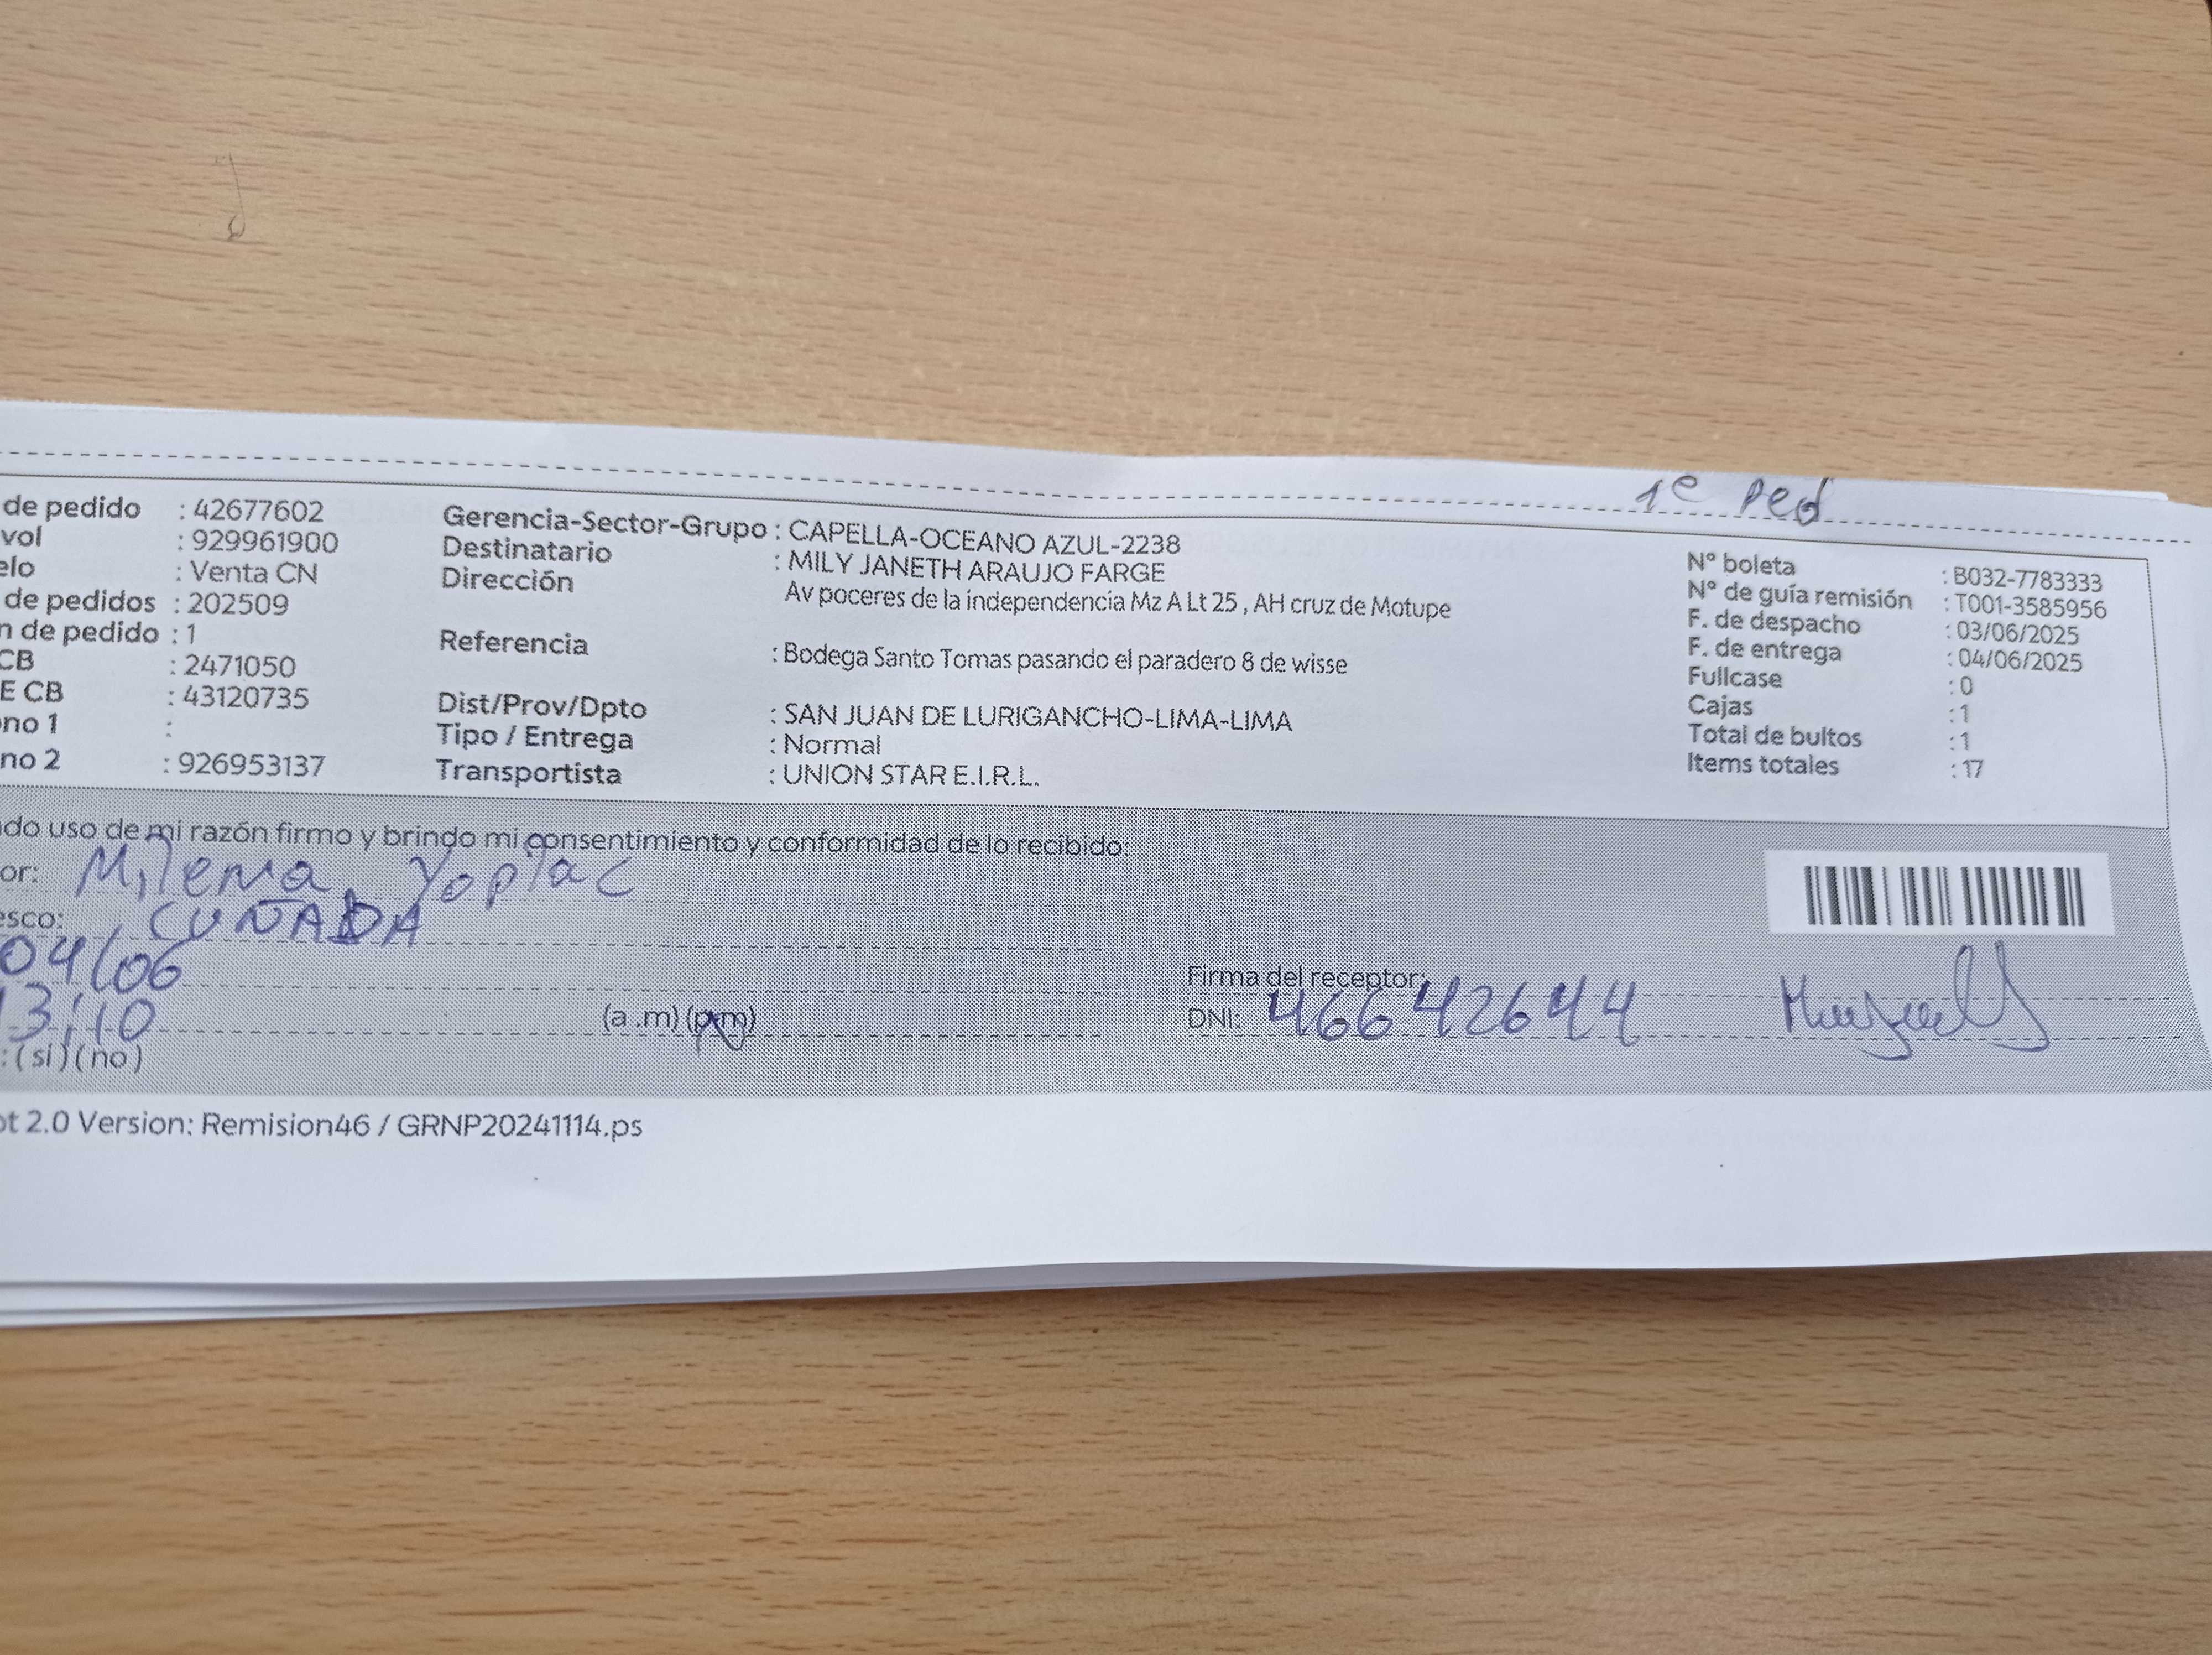 1e Ped
de pedido : 42677602
vol : 929961900
elo : Venta CN
de pedidos : 202509
n de pedido : 1
CB : 2471050
E CB : 43120735
no 1 :
no 2 : 926953137
Gerencia-Sector-Grupo : CAPELLA-OCEANO AZUL-2238
Destinatario : MILY JANETH ARAUJO FARGE
Dirección Av poceres de la independencia Mz A Lt 25 , AH cruz de Motupe
Referencia : Bodega Santo Tomas pasando el paradero 8 de wisse
Dist/Prov/Dpto : SAN JUAN DE LURIGANCHO-LIMA-LIMA
Tipo / Entrega : Normal
Transportista : UNION STAR E.I.R.L.
N° boleta : B032-7783333
N° de guía remisión : T001-3585956
F. de despacho : 03/06/2025
F. de entrega : 04/06/2025
Fullcase : 0
Cajas : 1
Total de bultos : 1
Items totales : 17
do uso de mi razón firmo y brindo mi consentimiento y conformidad de lo recibido:
or: Milena Yoplac
esco: CUÑADA
04/06
13:10 (a .m) (p.m)
: (si) (no)
Firma del receptor:
DNI: 46642644
ot 2.0 Version: Remision46 / GRNP20241114.ps